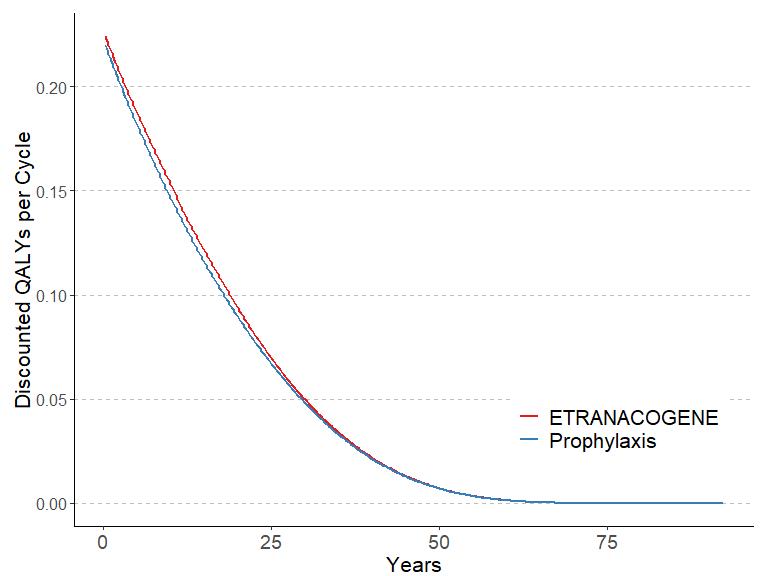 Discounted QALYs per Cycle
0.20
0.15
0.10
0.05
0.00
ETRANACOGENE
Prophylaxis
0 25 50 75
Years